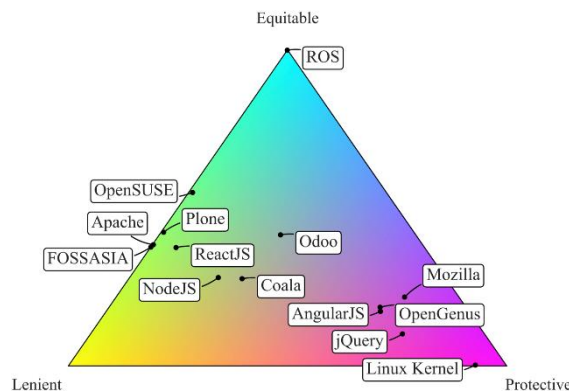 Equitable
ROS
OpenSUSE
Apache
Plone
FOSSASIA
ReactJS
Odoo
NodeJS
Coala
Mozilla
AngularJS
OpenGenus
jQuery
Linux Kernel
Lenient
Protective